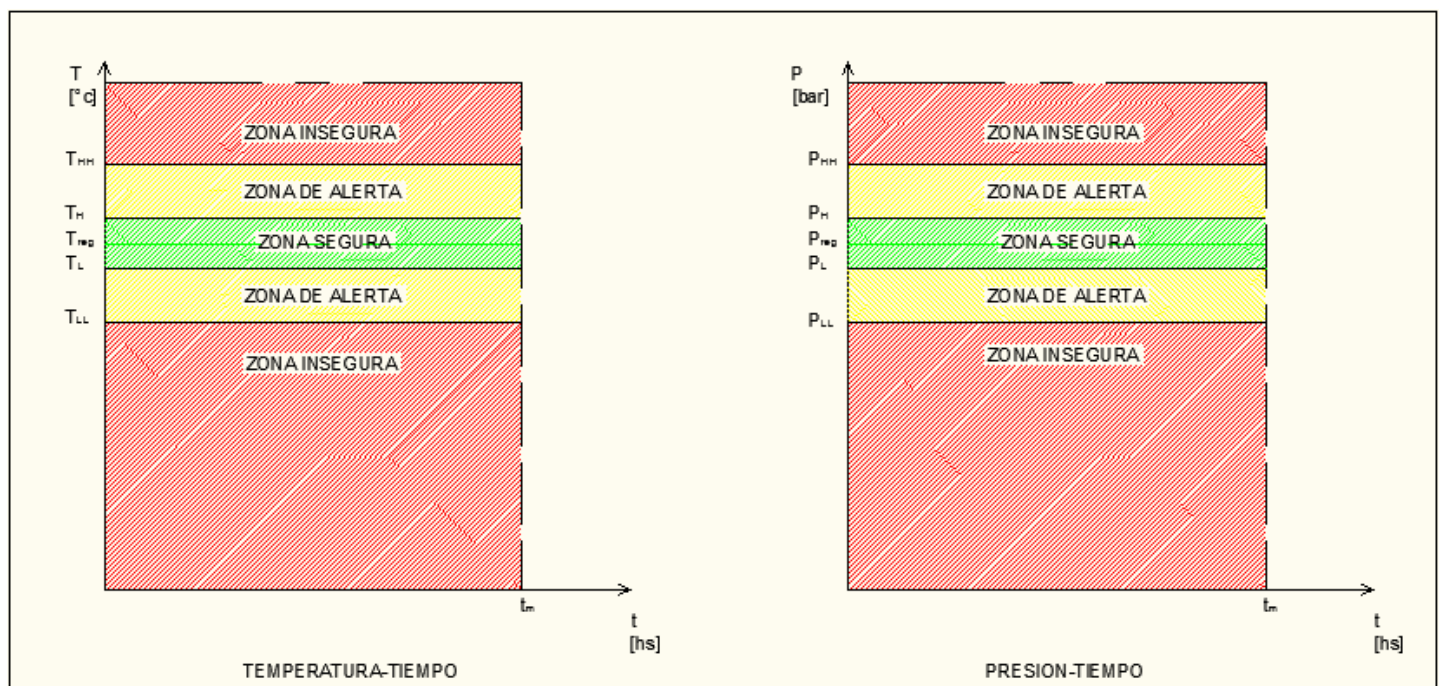 T
[°c]
ZONA INSEGURA
THH
ZONA DE ALERTA
TH
Treg
ZONA SEGURA
TL
ZONA DE ALERTA
TLL
ZONA INSEGURA
tm
t
[hs]
TEMPERATURA-TIEMPO
P
[bar]
ZONA INSEGURA
PHH
ZONA DE ALERTA
PH
Preg
ZONA SEGURA
PL
ZONA DE ALERTA
PLL
ZONA INSEGURA
tm
t
[hs]
PRESION-TIEMPO